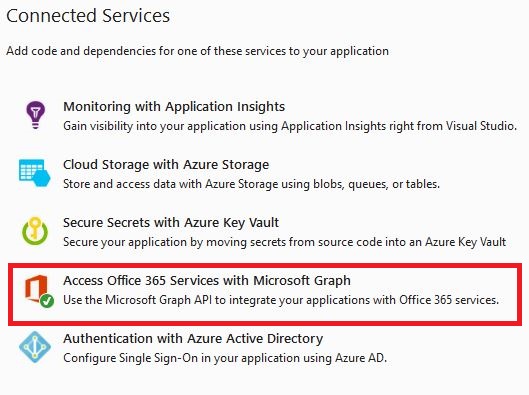 Connected Services
Add code and dependencies for one of these services to your application
Monitoring with Application Insights
Gain visibility into your application using Application Insights right from Visual Studio.
Cloud Storage with Azure Storage
Store and access data with Azure Storage using blobs, queues, or tables.
Secure Secrets with Azure Key Vault
Secure your application by moving secrets from source code into an Azure Key Vault
Access Office 365 Services with Microsoft Graph
Use the Microsoft Graph API to integrate your applications with Office 365 services.
Authentication with Azure Active Directory
Configure Single Sign-On in your application using Azure AD.